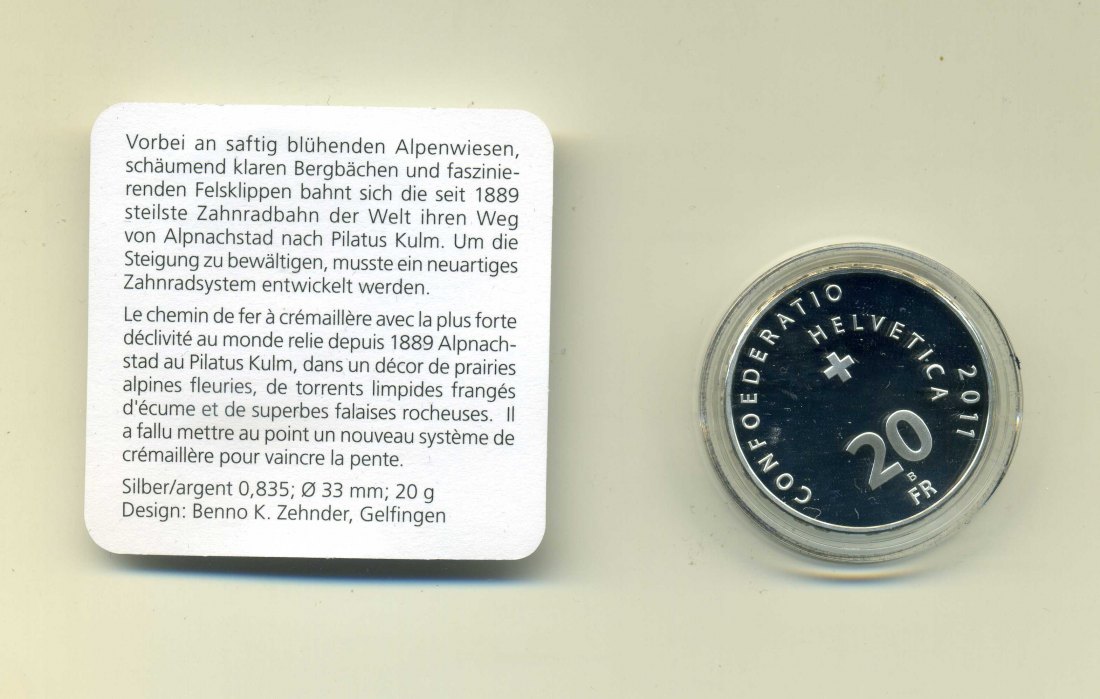 Vorbei an saftig blühenden Alpenwiesen,
schäumend klaren Bergbächen und faszinie-
renden Felsklippen bahnt sich die seit 1889
steilste Zahnradbahn der Welt ihren Weg
von Alpnachstad nach Pilatus Kulm. Um die
Steigung zu bewältigen, musste ein neuartiges
Zahnradsystem entwickelt werden.
Le chemin de fer à crémaillère avec la plus forte
déclivité au monde relie depuis 1889 Alpnach-
stad au Pilatus Kulm, dans un décor de prairies
alpines fleuries, de torrents limpides frangés
d'écume et de superbes falaises rocheuses. Il
a fallu mettre au point un nouveau système de
crémaillère pour vaincre la pente.
Silber/argent 0,835; Ø 33 mm; 20 g
Design: Benno K. Zehnder, Gelfingen
CONFOEDERATIO
HELVETICA
2011
20
B
FR